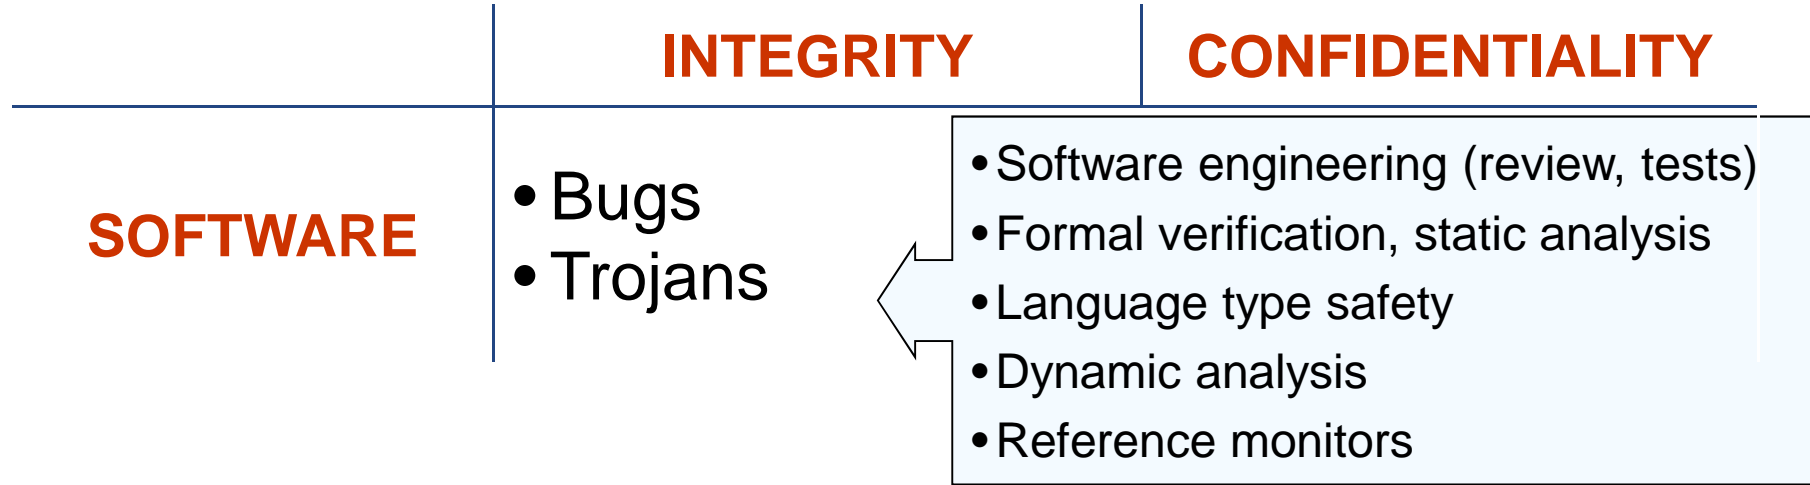 INTEGRITY CONFIDENTIALITY
SOFTWARE
• Bugs
• Trojans
• Software engineering (review, tests)
• Formal verification, static analysis
• Language type safety
• Dynamic analysis
• Reference monitors